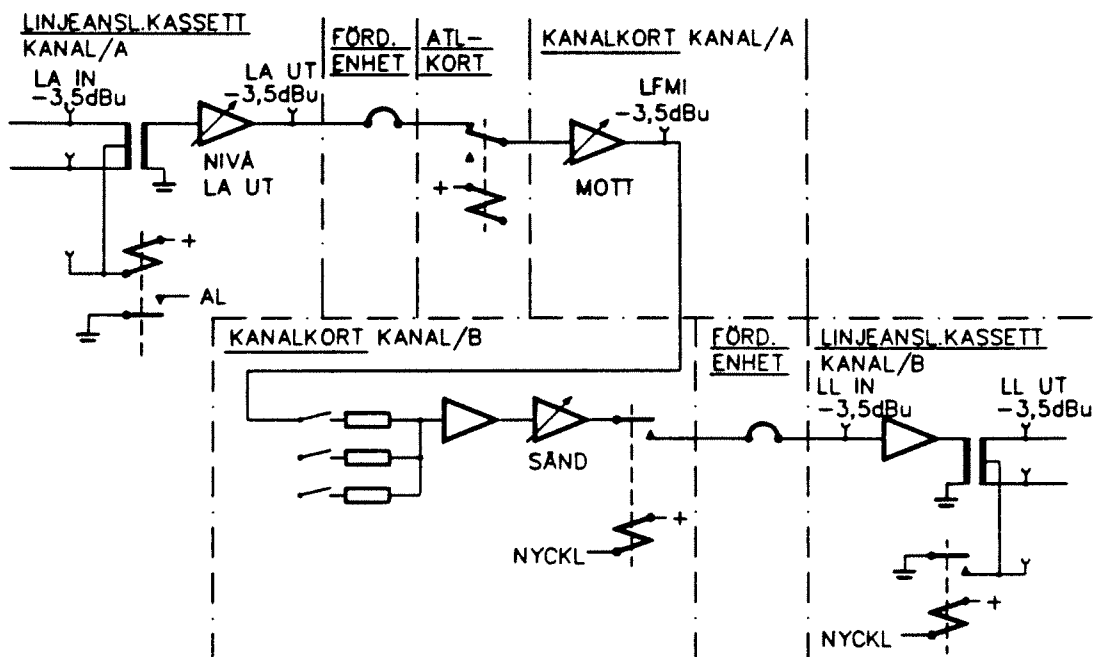 LINJEANSL.KASSETT
KANAL/A
FÖRD.
ENHET
ATL-
KORT
KANALKORT KANAL/A
LA IN
-3,5dBu
LA UT
-3,5dBu
LFMI
-3,5dBu
NIVÅ
LA UT
+
MOTT
+
AL
KANALKORT KANAL/B
FÖRD.
ENHET
LINJEANSL.KASSETT
KANAL/B
LL IN
-3,5dBu
LL UT
-3,5dBu
SÄND
+
NYCKL
+
NYCKL